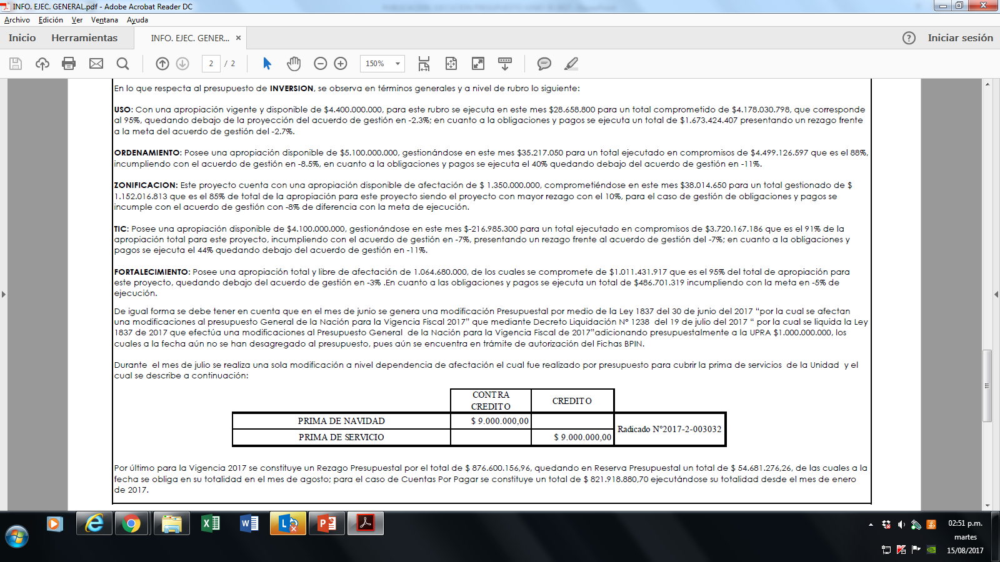 INFO. EJEC. GENERAL.pdf - Adobe Acrobat Reader DC
Archivo Edición Ver Ventana Ayuda
Inicio Herramientas INFO. EJEC. GENER... × ? Iniciar sesión
2 / 2 150%
En lo que respecta al presupuesto de INVERSION, se observa en términos generales y a nivel de rubro lo siguiente:
USO: Con una apropiación vigente y disponible de $4.400.000.000, para este rubro se ejecuta en este mes $28.658.800 para un total comprometido de $4.178.030.798, que corresponde
al 95%, quedando debajo de la proyección del acuerdo de gestión en -2.3%; en cuanto a la obligaciones y pagos se ejecuta un total de $1.673.424.407 presentando un rezago frente
a la meta del acuerdo de gestión del -2.7%.
ORDENAMIENTO: Posee una apropiación disponible de $5.100.000.000, gestionándose en este mes $35.217.050 para un total ejecutado en compromisos de $4.499.126.597 que es el 88%,
incumpliendo con el acuerdo de gestión en -8.5%, en cuanto a la obligaciones y pagos se ejecuta el 40% quedando debajo del acuerdo de gestión en -11%.
ZONIFICACION: Este proyecto cuenta con una apropiación disponible de afectación de $ 1.350.000.000, comprometiéndose en este mes $38.014.650 para un total gestionado de $
1.152.016.813 que es el 85% de total de la apropiación para este proyecto siendo el proyecto con mayor rezago con el 10%, para el caso de gestión de obligaciones y pagos se
incumple con el acuerdo de gestión con -8% de diferencia con la meta de ejecución.
TIC: Posee una apropiación disponible de $4.100.000.000, gestionándose en este mes $-216.985.300 para un total ejecutado en compromisos de $3.720.167.186 que es el 91% de la
apropiación total para este proyecto, incumpliendo con el acuerdo de gestión en -7%, presentando un rezago frente al acuerdo de gestión del -7%; en cuanto a la obligaciones y
pagos se ejecuta el 44% quedando debajo del acuerdo de gestión en -11%.
FORTALECIMIENTO: Posee una apropiación total y libre de afectación de 1.064.680.000, de los cuales se compromete de $1.011.431.917 que es el 95% del total de apropiación para
este proyecto, quedando debajo del acuerdo de gestión en -3% .En cuanto a las obligaciones y pagos se ejecuta un total de $486.701.319 incumpliendo con la meta en -5% de
ejecución.
De igual forma se debe tener en cuenta que en el mes de junio se genera una modificación Presupuestal por medio de la Ley 1837 del 30 de junio del 2017 “por la cual se afectan
una modificaciones al presupuesto General de la Nación para la Vigencia Fiscal 2017” que mediante Decreto Liquidación N° 1238 del 19 de julio del 2017 “ por la cual se liquida la Ley
1837 de 2017 que efectúa una modificaciones al Presupuesto General de la Nación para la Vigencia Fiscal de 2017”adicionando presupuestalmente a la UPRA $1.000.000.000, los
cuales a la fecha aún no se han desagregado al presupuesto, pues aún se encuentra en trámite de autorización del Fichas BPIN.
Durante el mes de julio se realiza una sola modificación a nivel dependencia de afectación el cual fue realizado por presupuesto para cubrir la prima de servicios de la Unidad y el
cual se describe a continuación:
CONTRA
CREDITO CREDITO
PRIMA DE NAVIDAD $ 9.000.000,00
Radicado N°2017-2-003032
PRIMA DE SERVICIO $ 9.000.000,00
Por último para la Vigencia 2017 se constituye un Rezago Presupuestal por el total de $ 876.600.156,96, quedando en Reserva Presupuestal un total de $ 54.681.276,26, de las cuales a la
fecha se obliga en su totalidad en el mes de agosto; para el caso de Cuentas Por Pagar se constituye un total de $ 821.918.880,70 ejecutándose su totalidad desde el mes de enero
de 2017.
02:51 p.m.
martes
15/08/2017